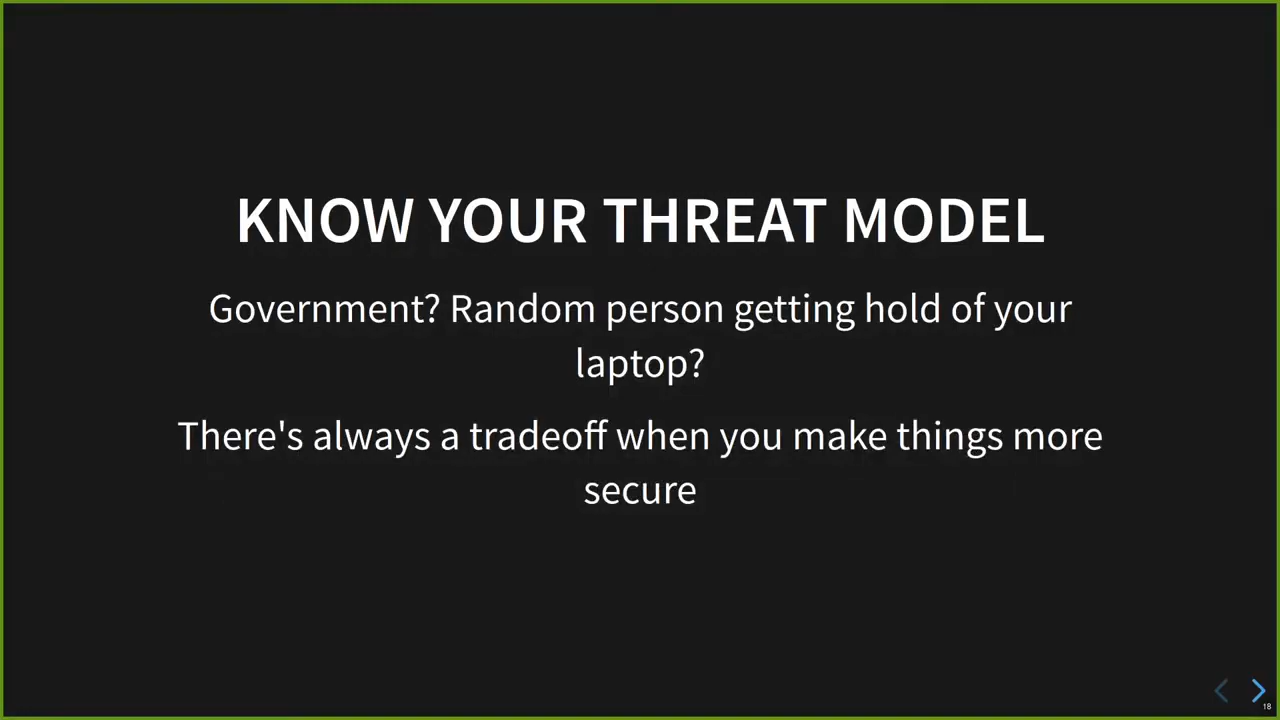 KNOW YOUR THREAT MODEL
Government? Random person getting hold of your
laptop?
There's always a tradeoff when you make things more
secure
18